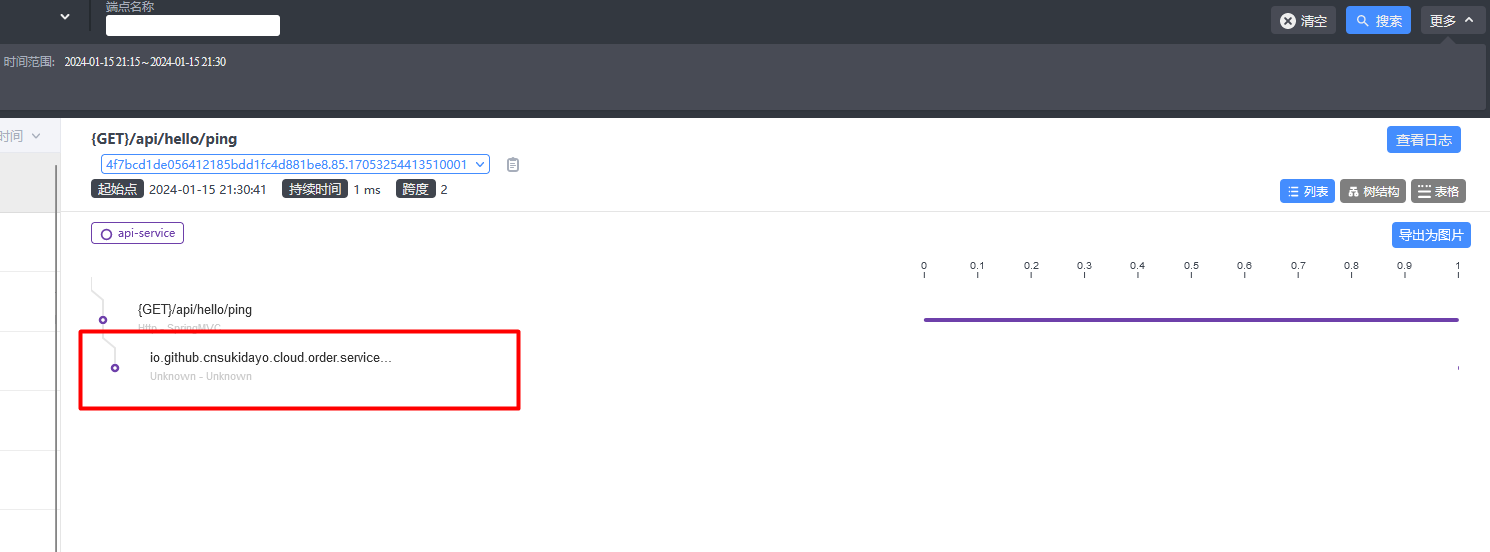 端点名称
清空
搜索
更多
时间范围: 2024-01-15 21:15 ~ 2024-01-15 21:30
时间
{GET}/api/hello/ping
查看日志
4f7bcd1de056412185bdd1fc4d881be8.85.17053254413510001
起始点 2024-01-15 21:30:41 持续时间 1 ms 跨度 2
列表 树结构 表格
api-service
导出为图片
0 0.1 0.2 0.3 0.4 0.5 0.6 0.7 0.8 0.9 1
{GET}/api/hello/ping
Http - SpringMVC
io.github.cnsukidayo.cloud.order.service...
Unknown - Unknown